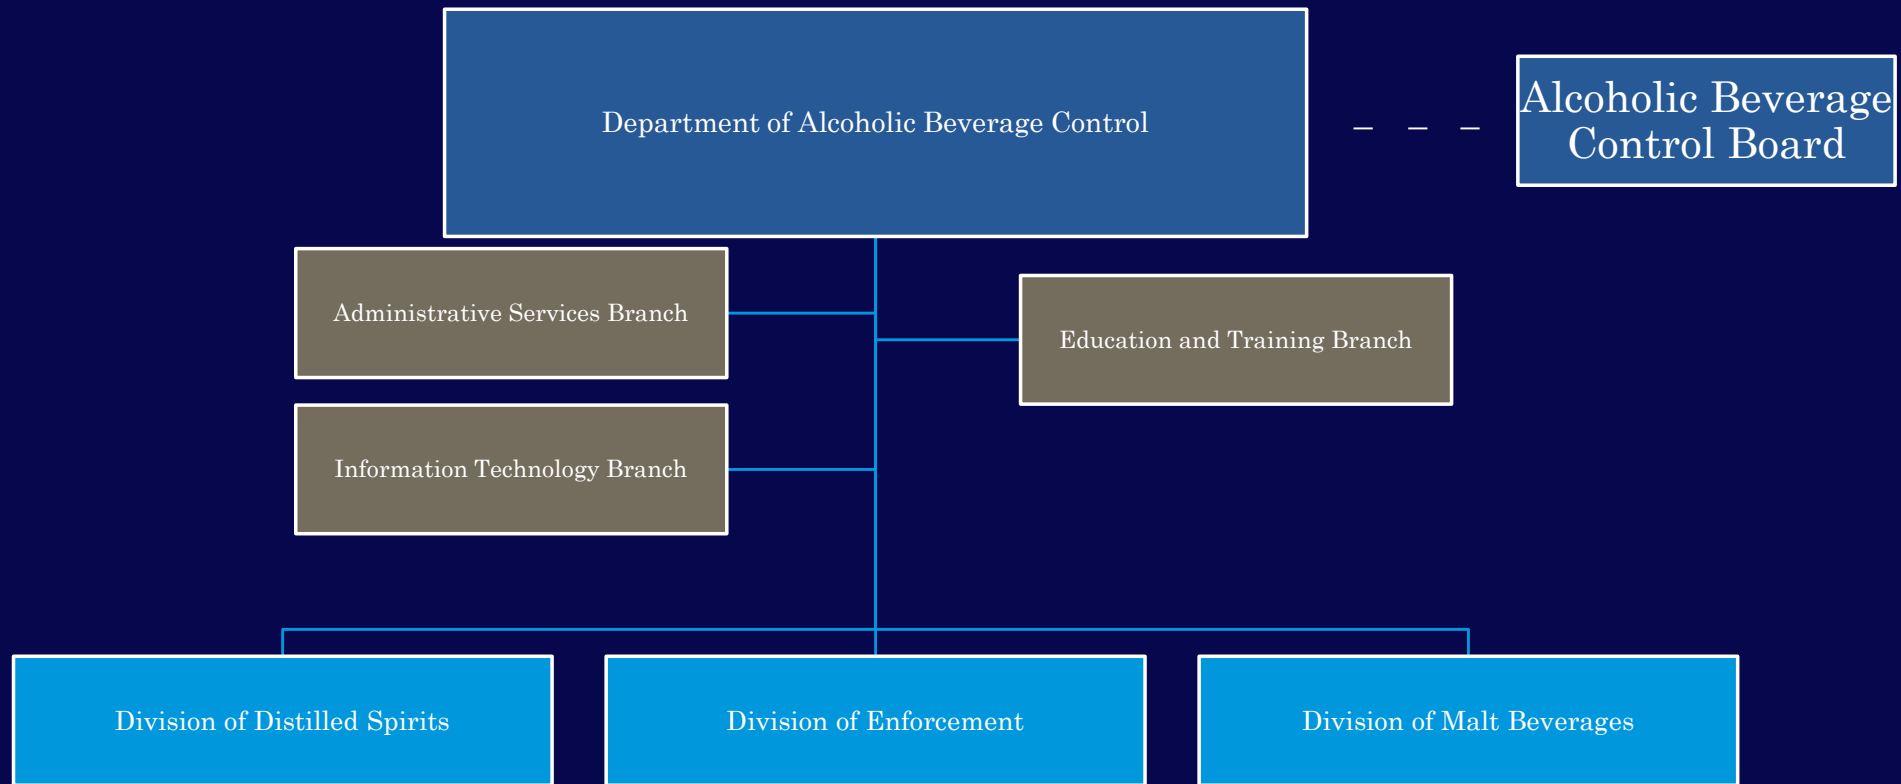 Department of Alcoholic Beverage Control
Alcoholic Beverage
Control Board
Administrative Services Branch
Education and Training Branch
Information Technology Branch
Division of Distilled Spirits
Division of Enforcement
Division of Malt Beverages